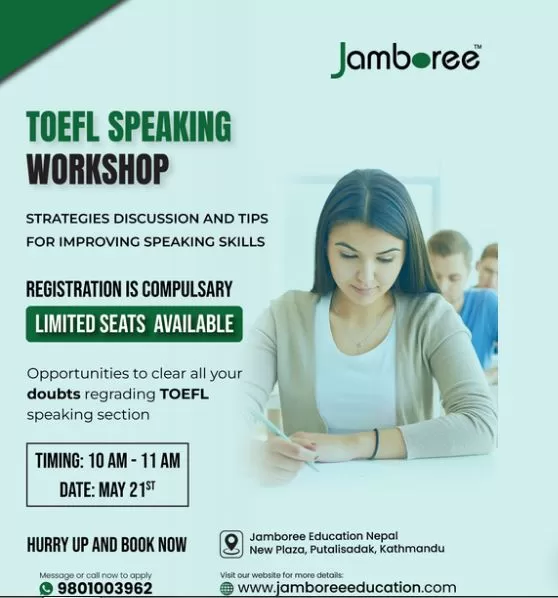 Jamboree™
TOEFL SPEAKING
WORKSHOP
STRATEGIES DISCUSSION AND TIPS
FOR IMPROVING SPEAKING SKILLS
REGISTRATION IS COMPULSARY
LIMITED SEATS AVAILABLE
Opportunities to clear all your
doubts regrading TOEFL
speaking section
TIMING: 10 AM - 11 AM
DATE: MAY 21ST
HURRY UP AND BOOK NOW
Jamboree Education Nepal
New Plaza, Putalisadak, Kathmandu
Message or call now to apply
9801003962
Visit our website for more details:
www.jamboreeeducation.com